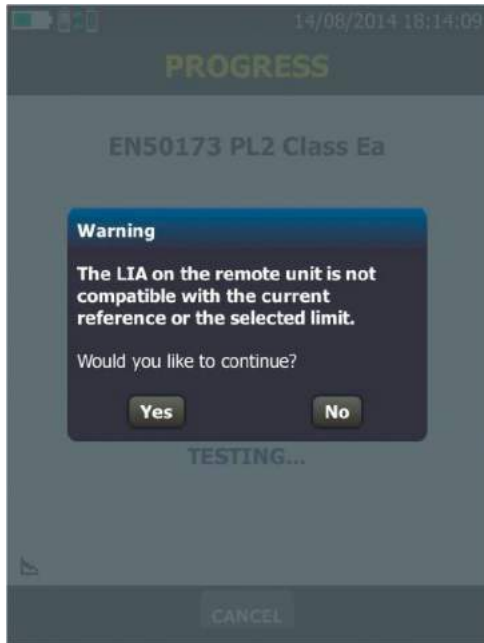 14/08/2014 18:14:09
PROGRESS
EN50173 PL2 Class Ea
Warning
The LIA on the remote unit is not
compatible with the current
reference or the selected limit.
Would you like to continue?
Yes No
TESTING...
CANCEL